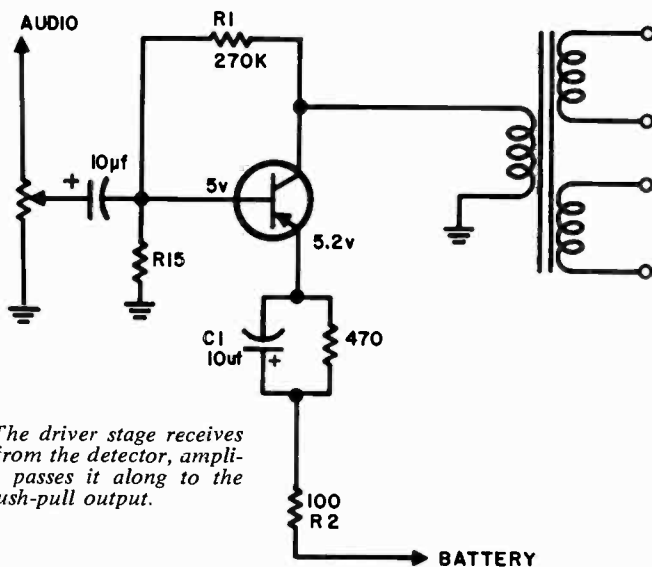 AUDIO
R1
270K
10µf
+
5v
5.2v
R15
C1
10uf
+
470
The driver stage receives
from the detector, ampli-
passes it along to the
ush-pull output.
100
R2
BATTERY